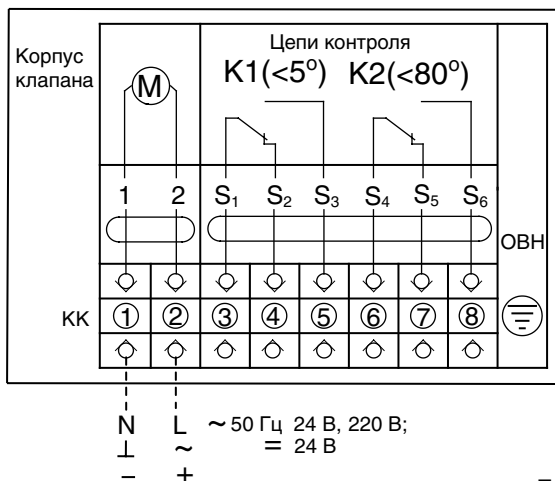 Корпус
клапана
M
Цепи контроля
K1(<5°) K2(<80°)
1 2 S₁ S₂ S₃ S₄ S₅ S₆
ОВН
КК ① ② ③ ④ ⑤ ⑥ ⑦ ⑧
N L ~ 50 Гц 24 В, 220 В;
⊥ ~ = 24 В
− +